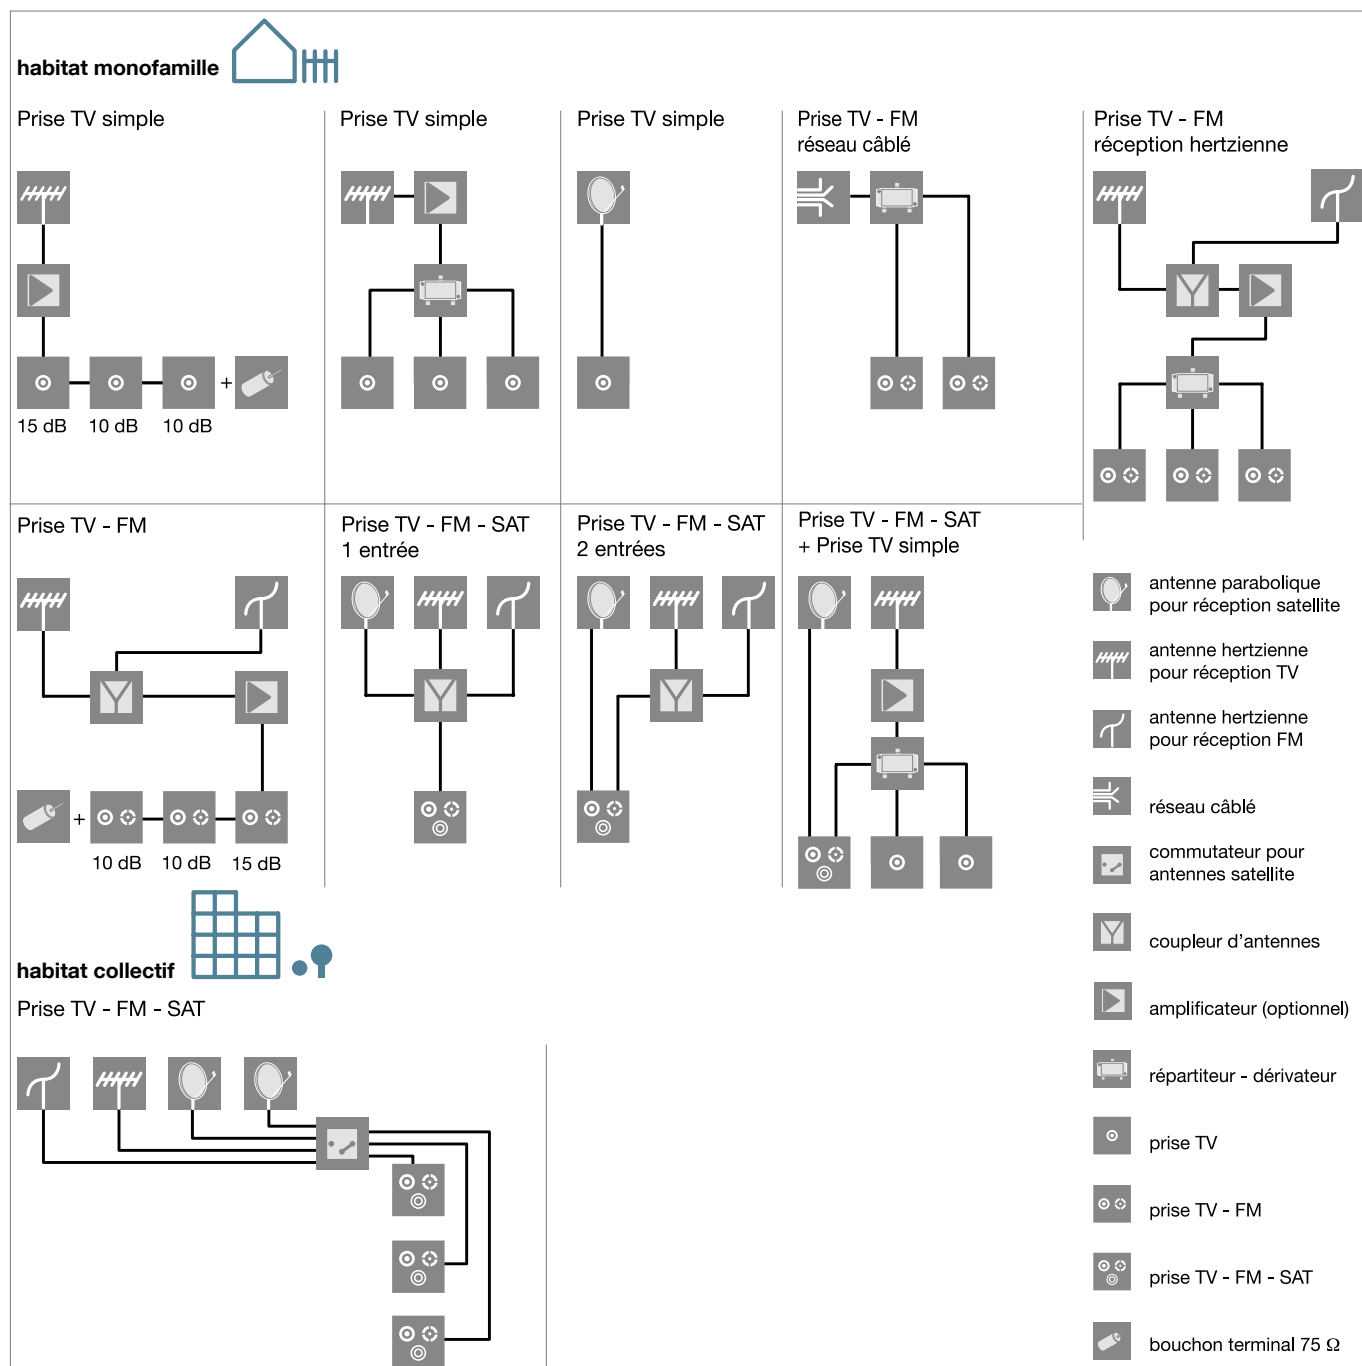 habitat monofamille
Prise TV simple
Prise TV simple
Prise TV simple
Prise TV - FM
réseau câblé
Prise TV - FM
réception hertzienne
+
15 dB
10 dB
10 dB
Prise TV - FM
Prise TV - FM - SAT
1 entrée
Prise TV - FM - SAT
2 entrées
Prise TV - FM - SAT
+ Prise TV simple
+
10 dB
10 dB
15 dB
habitat collectif
Prise TV - FM - SAT
antenne parabolique
pour réception satellite
antenne hertzienne
pour réception TV
antenne hertzienne
pour réception FM
réseau câblé
commutateur pour
antennes satellite
coupleur d'antennes
amplificateur (optionnel)
répartiteur - dérivateur
prise TV
prise TV - FM
prise TV - FM - SAT
bouchon terminal 75 Ω